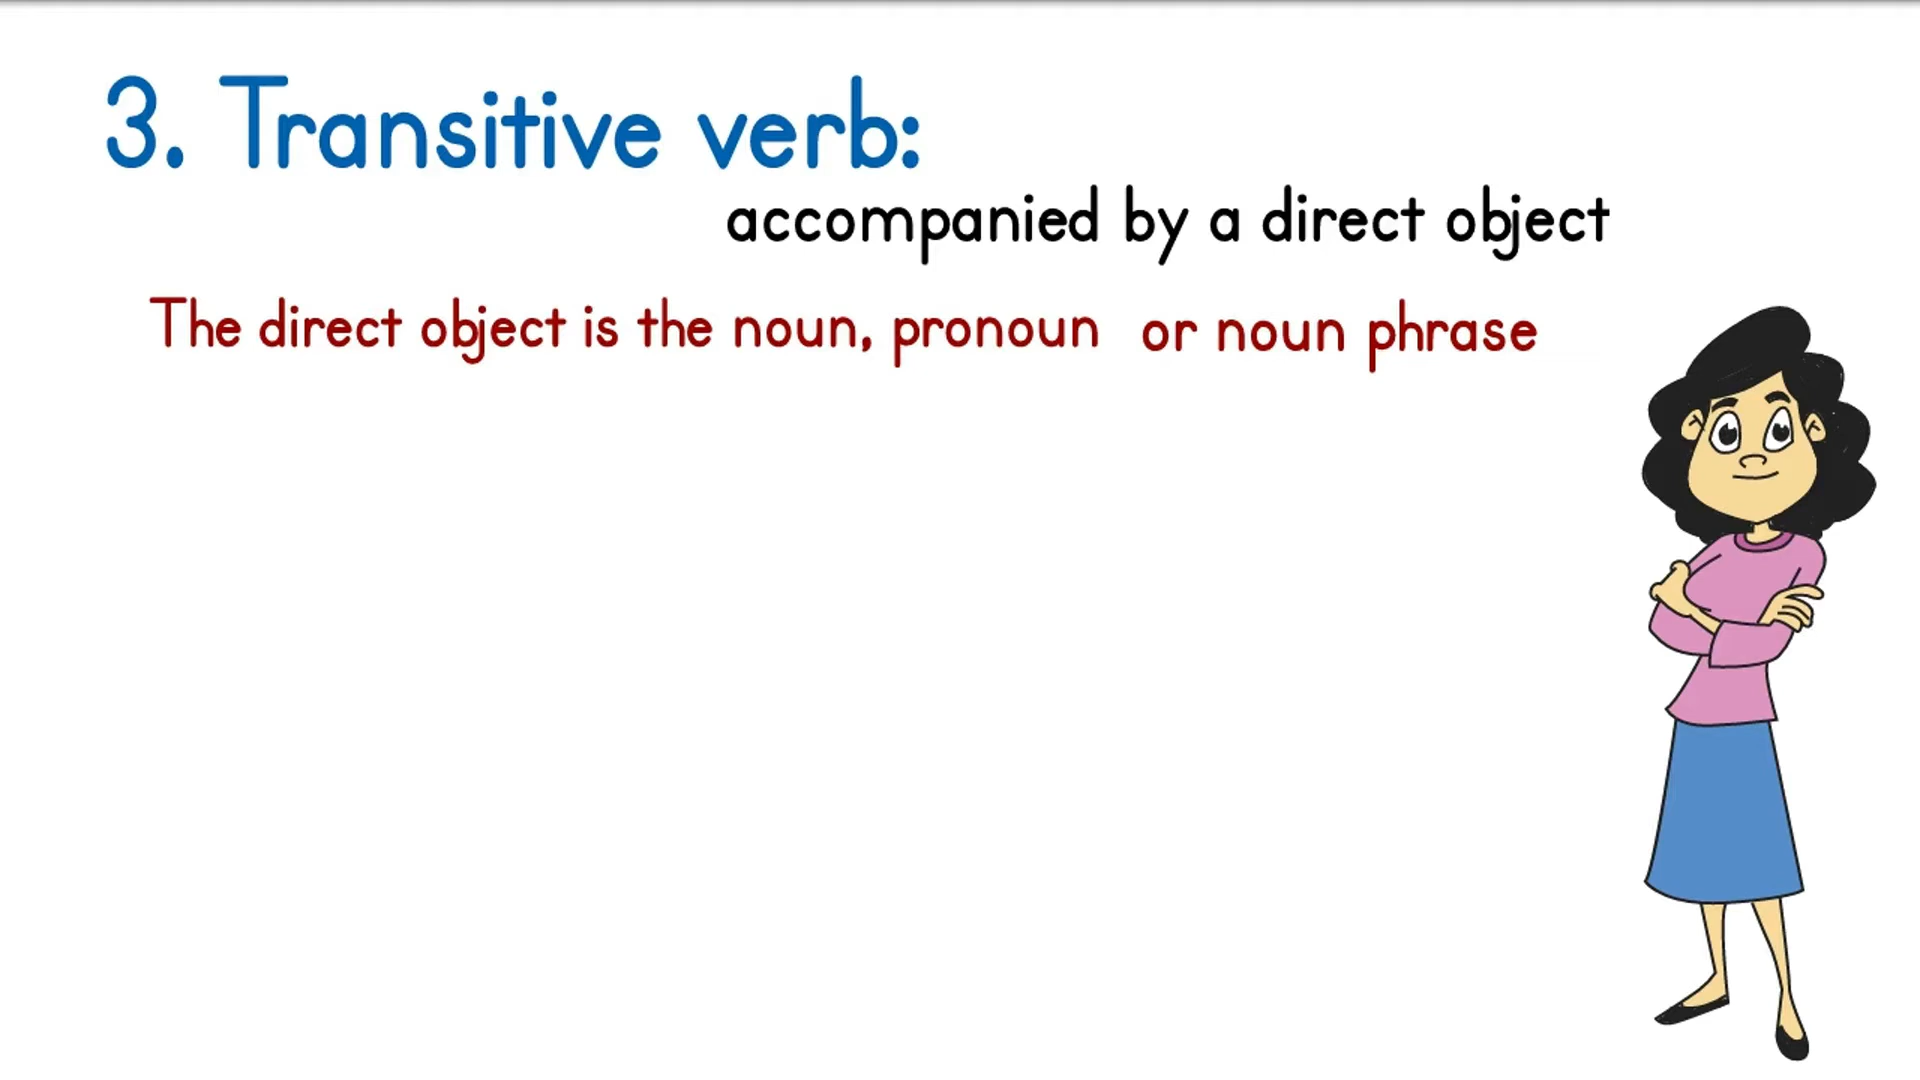 3. Transitive verb:
accompanied by a direct object
The direct object is the noun, pronoun or noun phrase